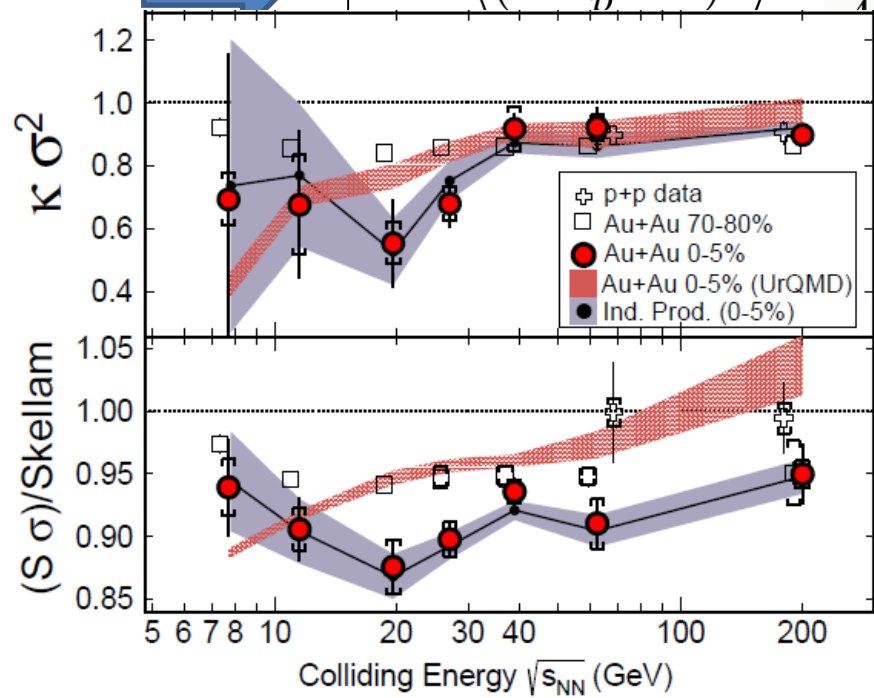 1.2
1.0
0.8
0.6
0.4
κ σ²
p+p data
Au+Au 70-80%
Au+Au 0-5%
Au+Au 0-5% (UrQMD)
Ind. Prod. (0-5%)
1.05
1.00
0.95
0.90
0.85
(S σ)/Skellam
5 6 7 8 10 20 30 40 100 200
Colliding Energy √sNN (GeV)